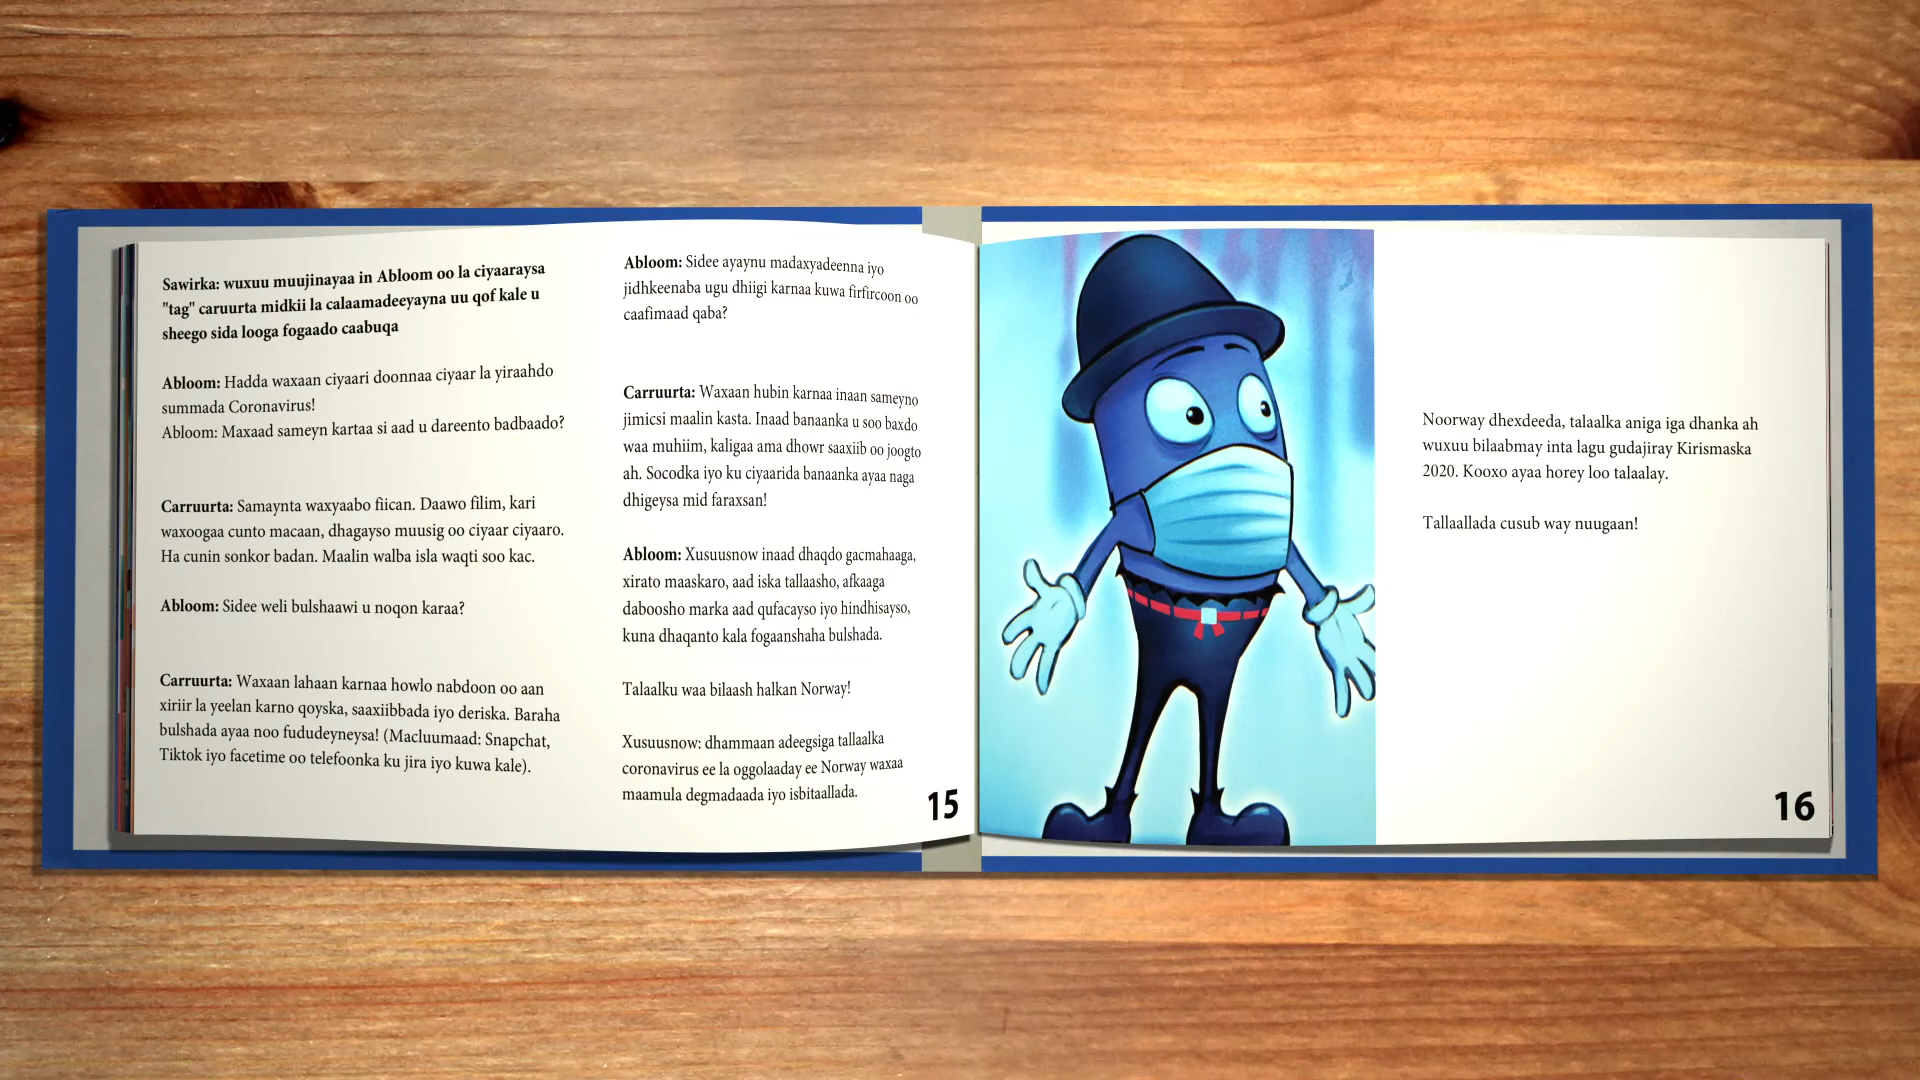 Sawirka: wuxuu muujinayaa in Abloom oo la ciyaaraysa
"tag" caruurta midkii la calaamadeeyayna uu qof kale u
sheego sida looga fogaado caabuqa
Abloom: Hadda waxaan ciyaari doonnaa ciyaar la yiraahdo
summada Coronavirus!
Abloom: Maxaad sameyn kartaa si aad u dareento badbaado?
Carruurta: Samaynta waxyaabo fiican. Daawo filim, kari
waxoogaa cunto macaan, dhagayso muusig oo ciyaar ciyaaro.
Ha cunin sonkor badan. Maalin walba isla waqti soo kac.
Abloom: Sidee weli bulshaawi u noqon karaa?
Carruurta: Waxaan lahaan karnaa howlo nabdoon oo aan
xiriir la yeelan karno qoyska, saaxiibbada iyo deriska. Baraha
bulshada ayaa noo fududeyneysa! (Macluumaad: Snapchat,
Tiktok iyo facetime oo telefoonka ku jira iyo kuwa kale).
Abloom: Sidee ayaynu madaxyadeenna iyo
jidhkeenaba ugu dhiigi karnaa kuwa firfircoon oo
caafimaad qaba?
Carruurta: Waxaan hubin karnaa inaan sameyno
jimicsi maalin kasta. Inaad banaanka u soo baxdo
waa muhiim, kaligaa ama dhowr saaxiib oo joogto
ah. Socodka iyo ku ciyaarida banaanka ayaa naga
dhigeysa mid faraxsan!
Abloom: Xusuusnow inaad dhaqdo gacmahaaga,
xirato maaskaro, aad iska tallaasho, afkaaga
daboosho marka aad qufacayso iyo hindhisayso,
kuna dhaqanto kala fogaanshaha bulshada.
Talaalku waa bilaash halkan Norway!
Xusuusnow: dhammaan adeegsiga tallaalka
coronavirus ee la oggolaaday ee Norway waxaa
maamula degmadaada iyo isbitaallada.
15
Noorway dhexdeeda, talaalka aniga iga dhanka ah
wuxuu bilaabmay inta lagu gudajiray Kirismaska
2020. Kooxo ayaa horey loo talaalay.
Tallaallada cusub way nuugaan!
16